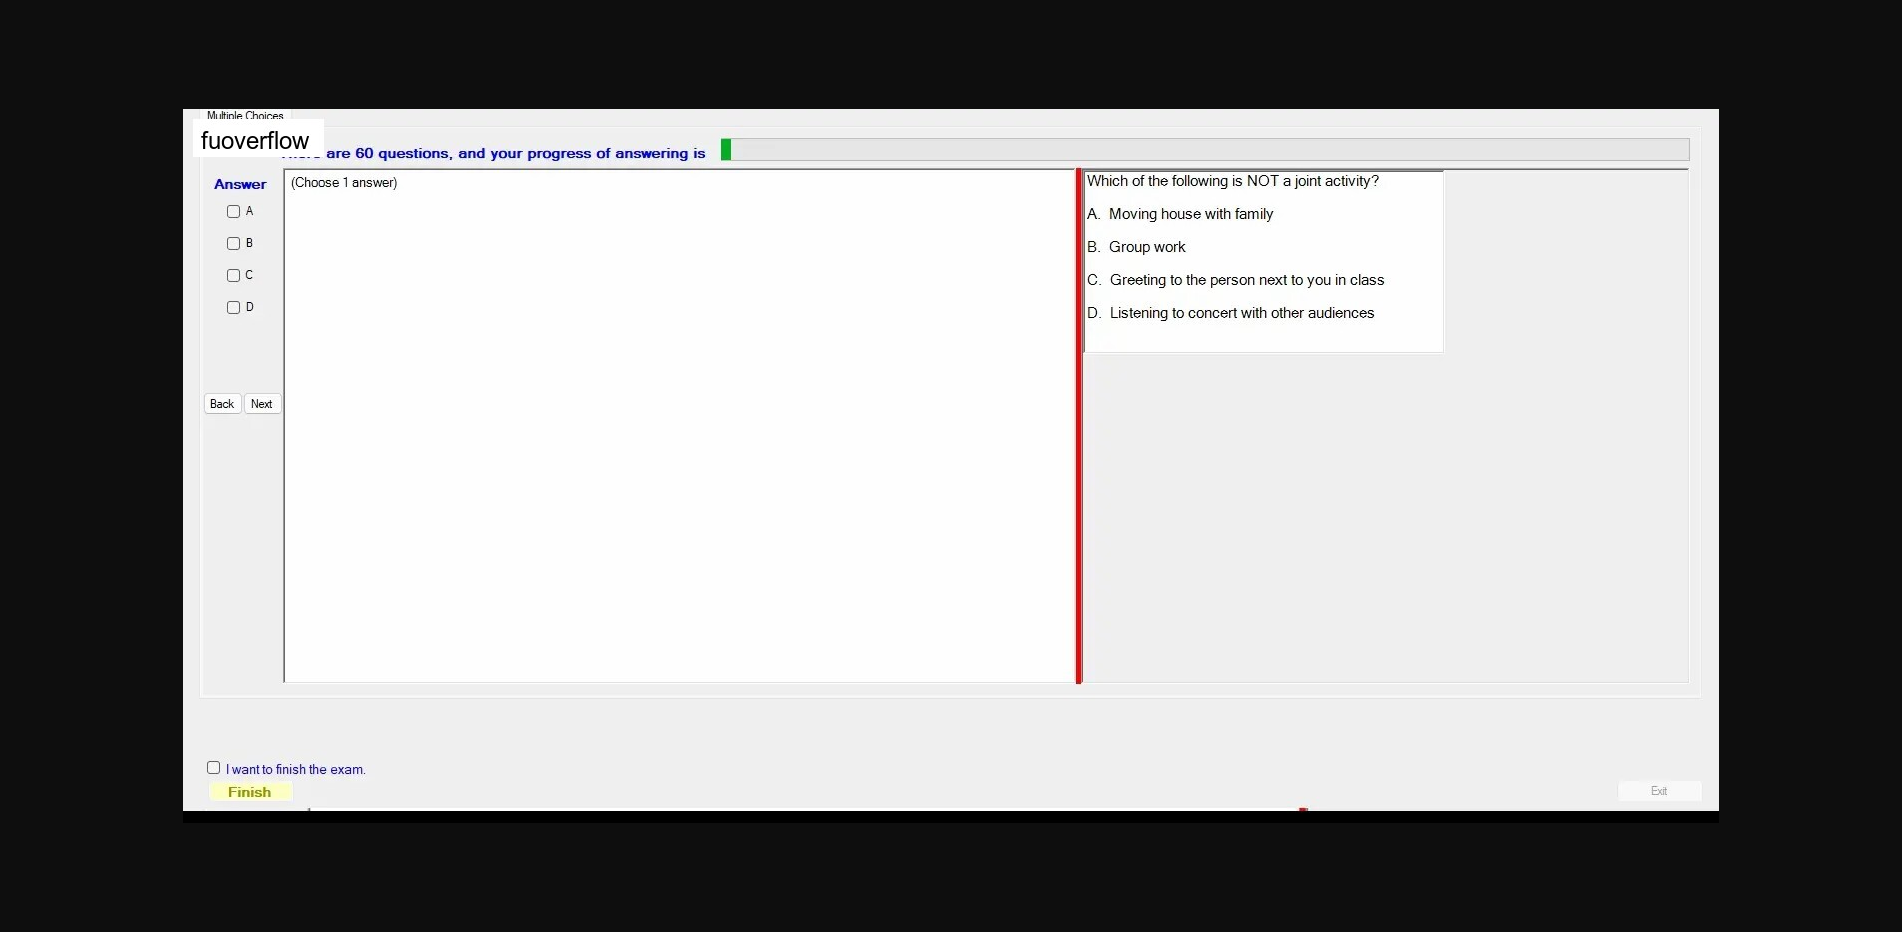 Multiple Choices
fuoverflow
are 60 questions, and your progress of answering is
Answer
(Choose 1 answer)
A
B
C
D
Back Next
Which of the following is NOT a joint activity?
A. Moving house with family
B. Group work
C. Greeting to the person next to you in class
D. Listening to concert with other audiences
I want to finish the exam.
Finish
Exit